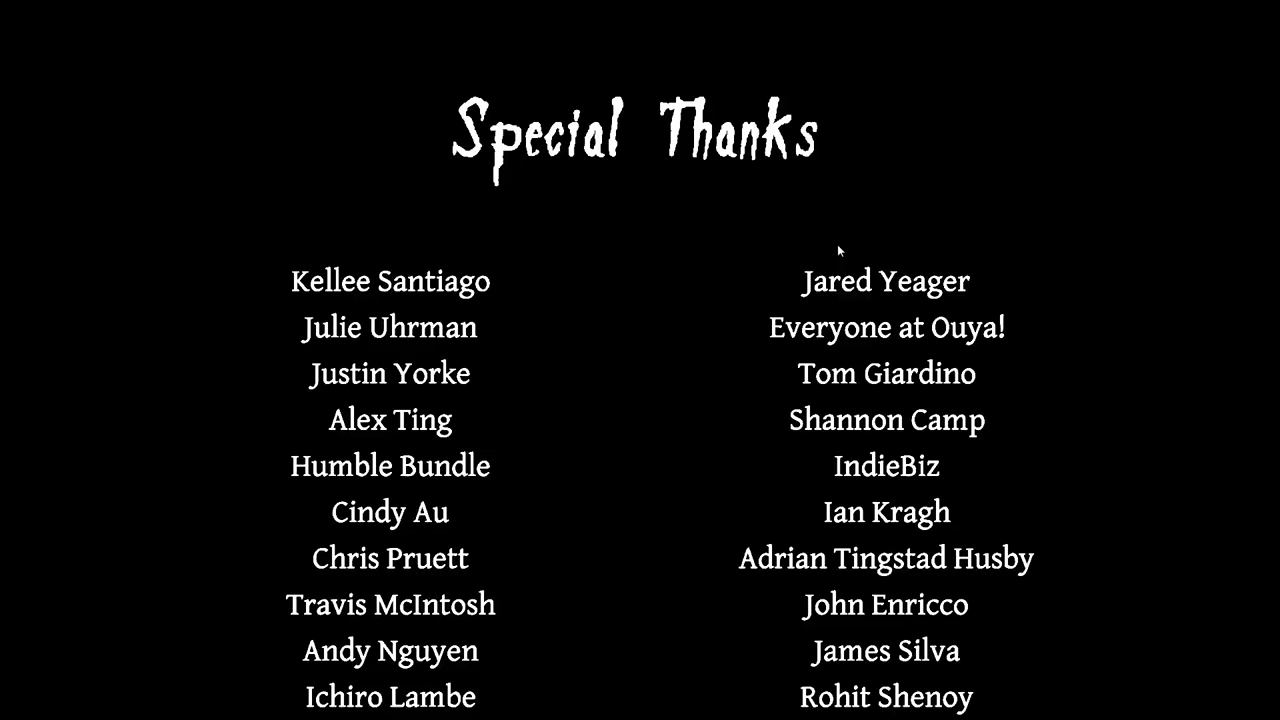 Special Thanks
Kellee Santiago
Julie Uhrman
Justin Yorke
Alex Ting
Humble Bundle
Cindy Au
Chris Pruett
Travis McIntosh
Andy Nguyen
Ichiro Lambe
Jared Yeager
Everyone at Ouya!
Tom Giardino
Shannon Camp
IndieBiz
Ian Kragh
Adrian Tingstad Husby
John Enricco
James Silva
Rohit Shenoy